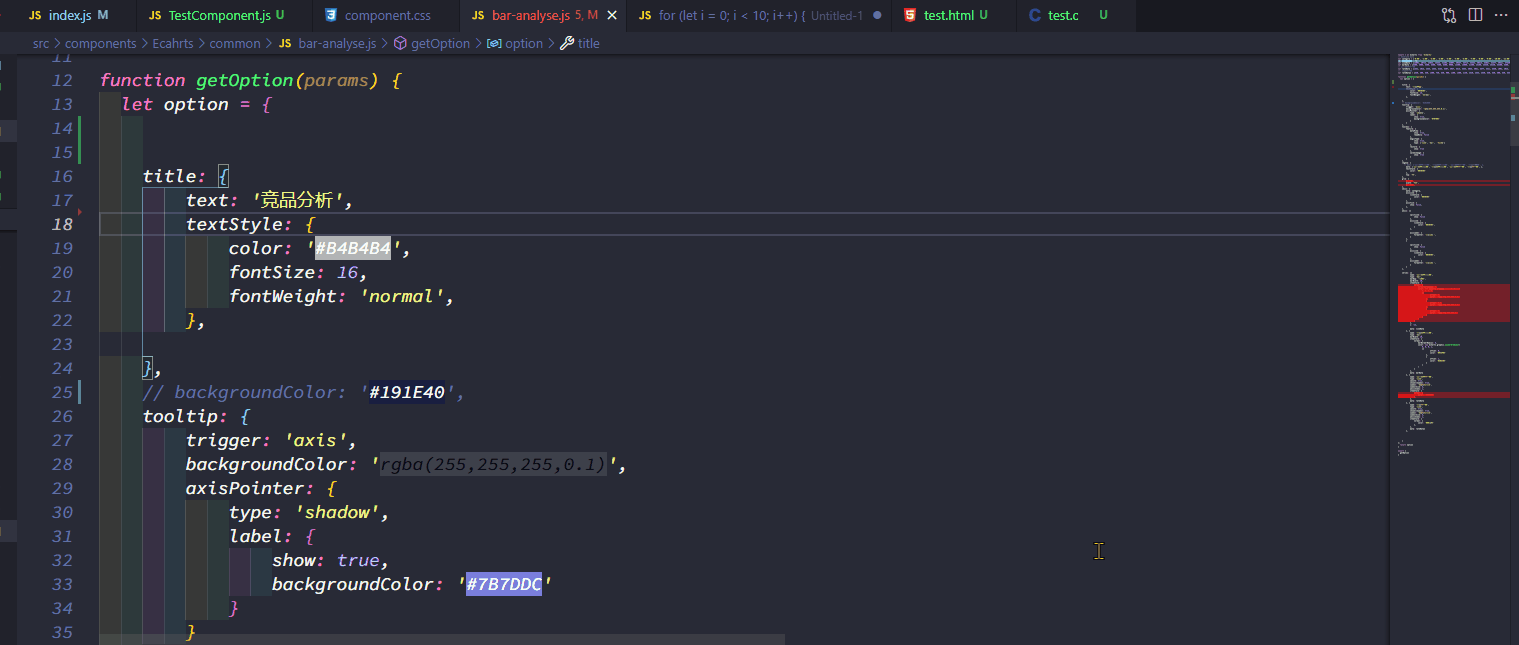 JS index.js M JS TestComponent.js U component.css JS bar-analyse.js 5, M JS for (let i = 0; i < 10; i++) { Untitled-1 test.html U C test.c U
src > components > Ecahrts > common > JS bar-analyse.js > getOption > option > title
11
12 function getOption(params) {
13 let option = {
14
15
16 title: {
17 text: '竞品分析',
18 textStyle: {
19 color: '#B4B4B4',
20 fontSize: 16,
21 fontWeight: 'normal',
22 },
23
24 },
25 // backgroundColor: '#191E40',
26 tooltip: {
27 trigger: 'axis',
28 backgroundColor: 'rgba(255,255,255,0.1)',
29 axisPointer: {
30 type: 'shadow',
31 label: {
32 show: true,
33 backgroundColor: '#7B7DDC'
34 }
35 }